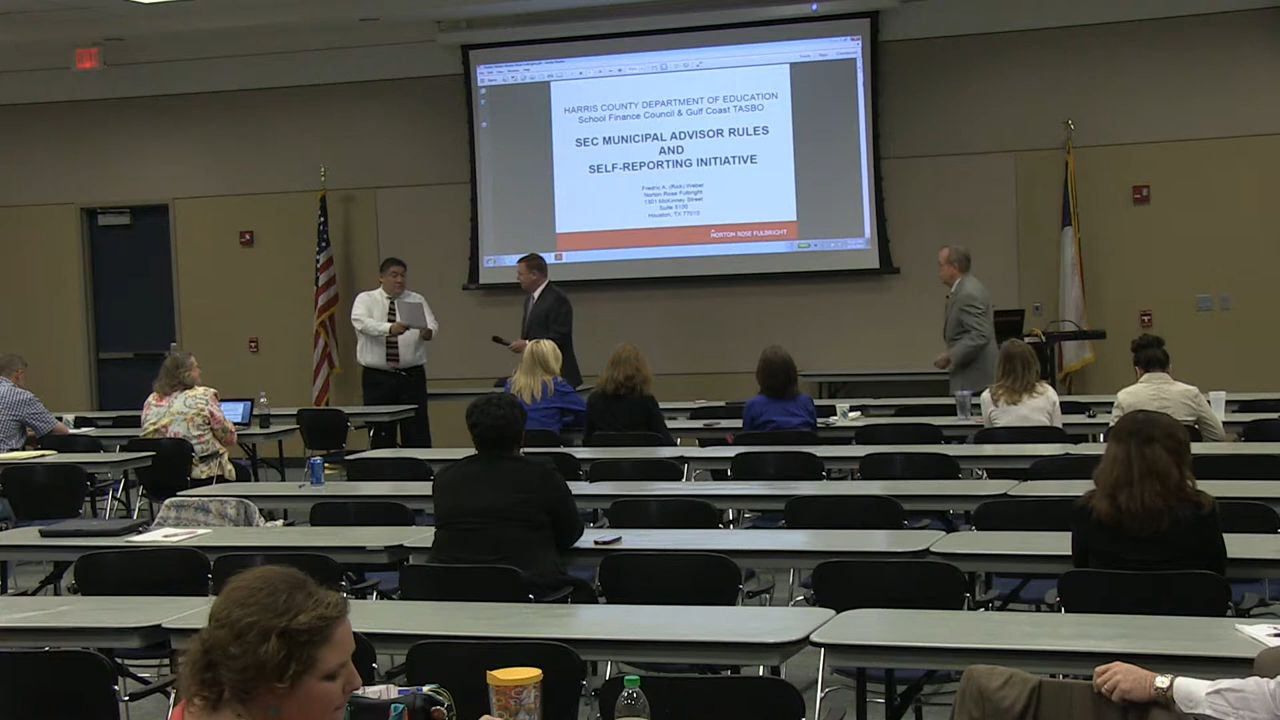 EXIT
HARRIS COUNTY DEPARTMENT OF EDUCATION
School Finance Council & Gulf Coast TASBO
SEC MUNICIPAL ADVISOR RULES
AND
SELF-REPORTING INITIATIVE
Fredric A. (Rick) Weber
Norton Rose Fulbright
1301 McKinney Street
Suite 5100
Houston, TX 77010
NORTON ROSE FULBRIGHT